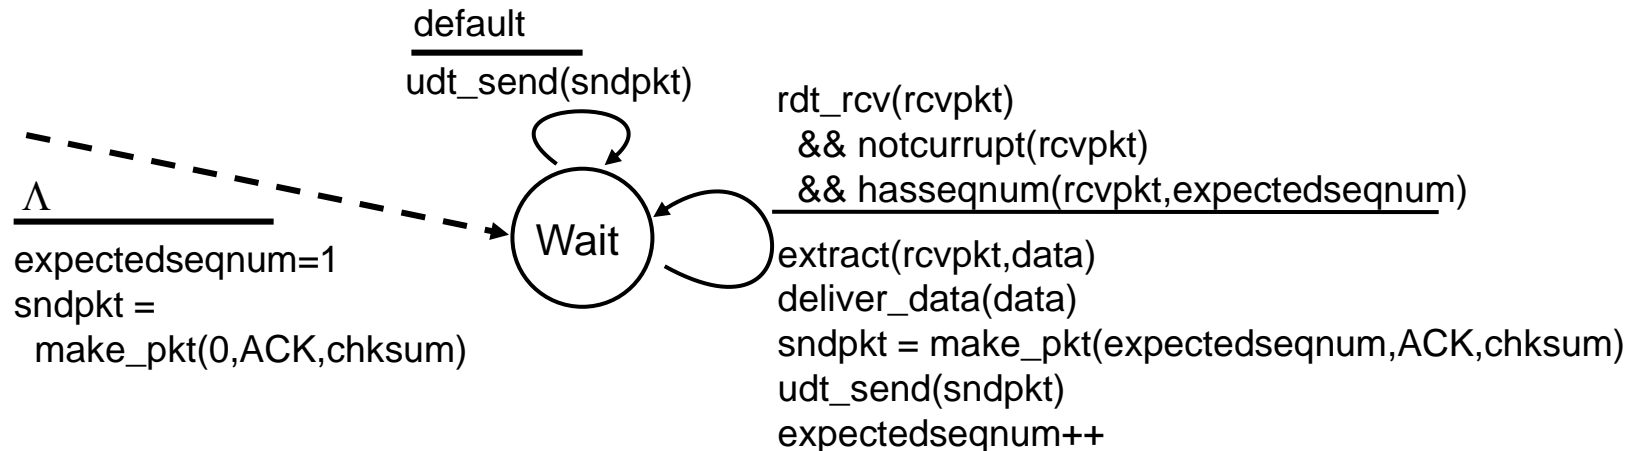 default
udt_send(sndpkt)
rdt_rcv(rcvpkt)
&& notcurrupt(rcvpkt)
&& hasseqnum(rcvpkt,expectedseqnum)
Λ
expectedseqnum=1
sndpkt =
make_pkt(0,ACK,chksum)
Wait
extract(rcvpkt,data)
deliver_data(data)
sndpkt = make_pkt(expectedseqnum,ACK,chksum)
udt_send(sndpkt)
expectedseqnum++